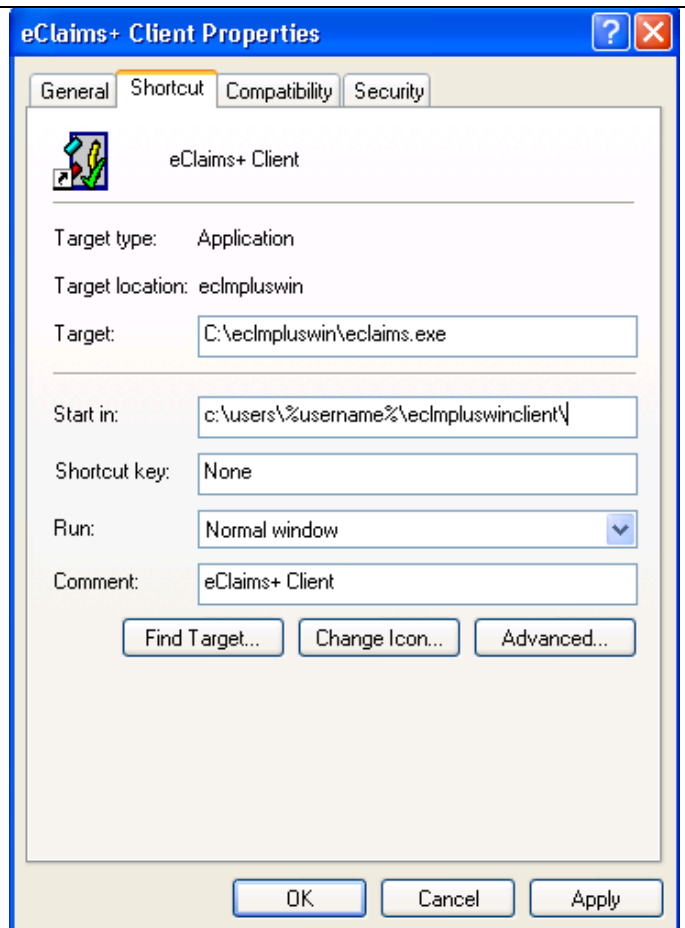 eClaims+ Client Properties
General Shortcut Compatibility Security
eClaims+ Client
Target type: Application
Target location: eclmpluswin
Target: C:\eclmpluswin\eclaims.exe
Start in: c:\users\%username%\eclmpluswinclient\
Shortcut key: None
Run: Normal window
Comment: eClaims+ Client
Find Target... Change Icon... Advanced...
OK Cancel Apply